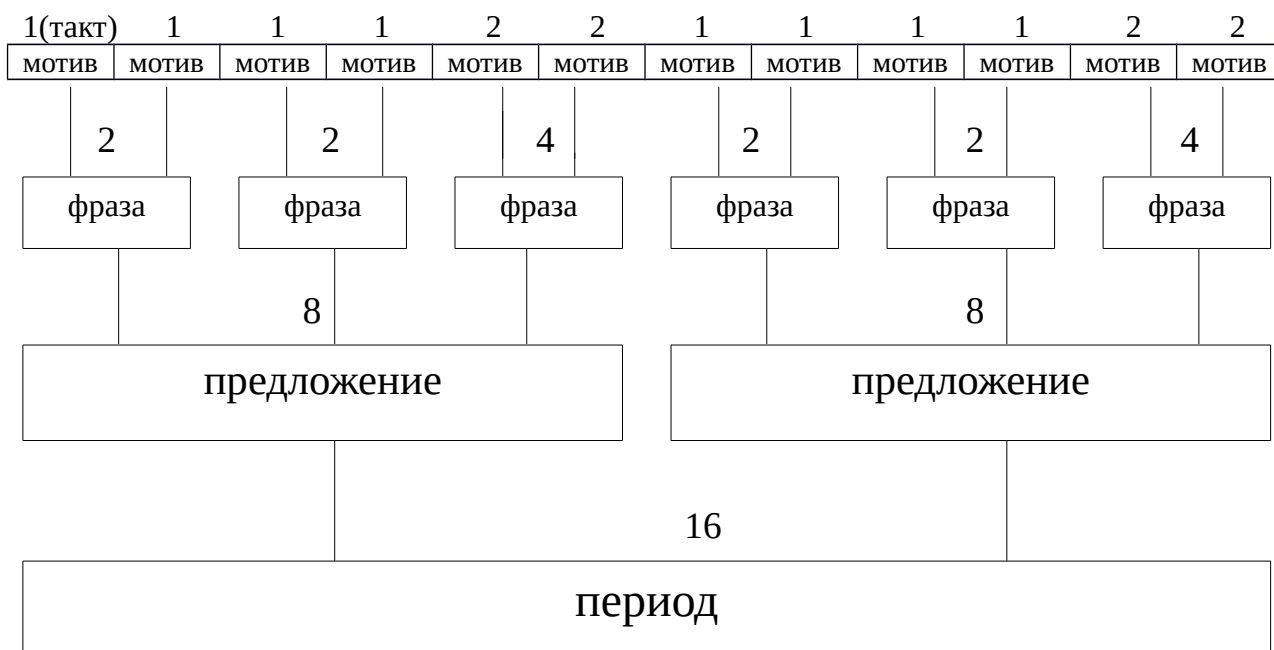 1(такт) 1 1 1 2 2 1 1 1 1 2 2
мотив мотив мотив мотив мотив мотив мотив мотив мотив мотив мотив мотив
2 2 4 2 2 4
фраза фраза фраза фраза фраза фраза
8 8
предложение предложение
16
период